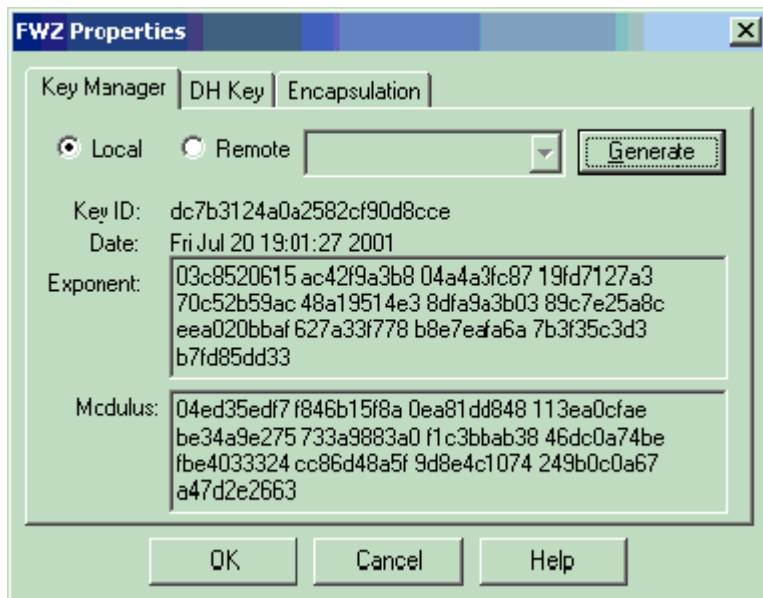 FWZ Properties
Key Manager DH Key Encapsulation
Local Remote Generate
Key ID: dc7b3124a0a2582cf90d8cce
Date: Fri Jul 20 19:01:27 2001
Exponent: 03c8520615 ac42f9a3b8 04a4a3fc87 19fd7127a3
70c52b59ac 48a19514e3 8dfa9a3b03 89c7e25a8c
eea020bbaf 627a33f778 b8e7eafa6a 7b3f35c3d3
b7fd85dd33
Modulus: 04ed35edf7 f846b15f8a 0ea81dd848 113ea0cfae
be34a9e275 733a9883a0 f1c3bbab38 46dc0a74be
fbe4033324 cc86d48a5f 9d8e4c1074 249b0c0a67
a47d2e2663
OK Cancel Help